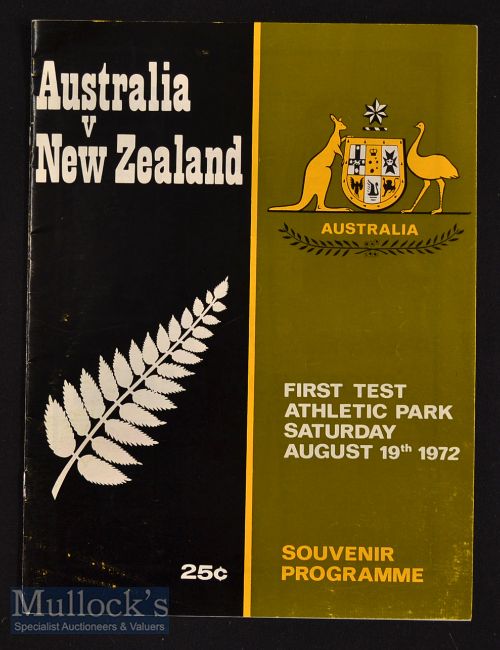 Australia
v
New Zealand
AUSTRALIA
FIRST TEST
ATHLETIC PARK
SATURDAY
AUGUST 19th 1972
25¢
SOUVENIR
PROGRAMME
Mullock's
Specialist Auctioneers & Valuers